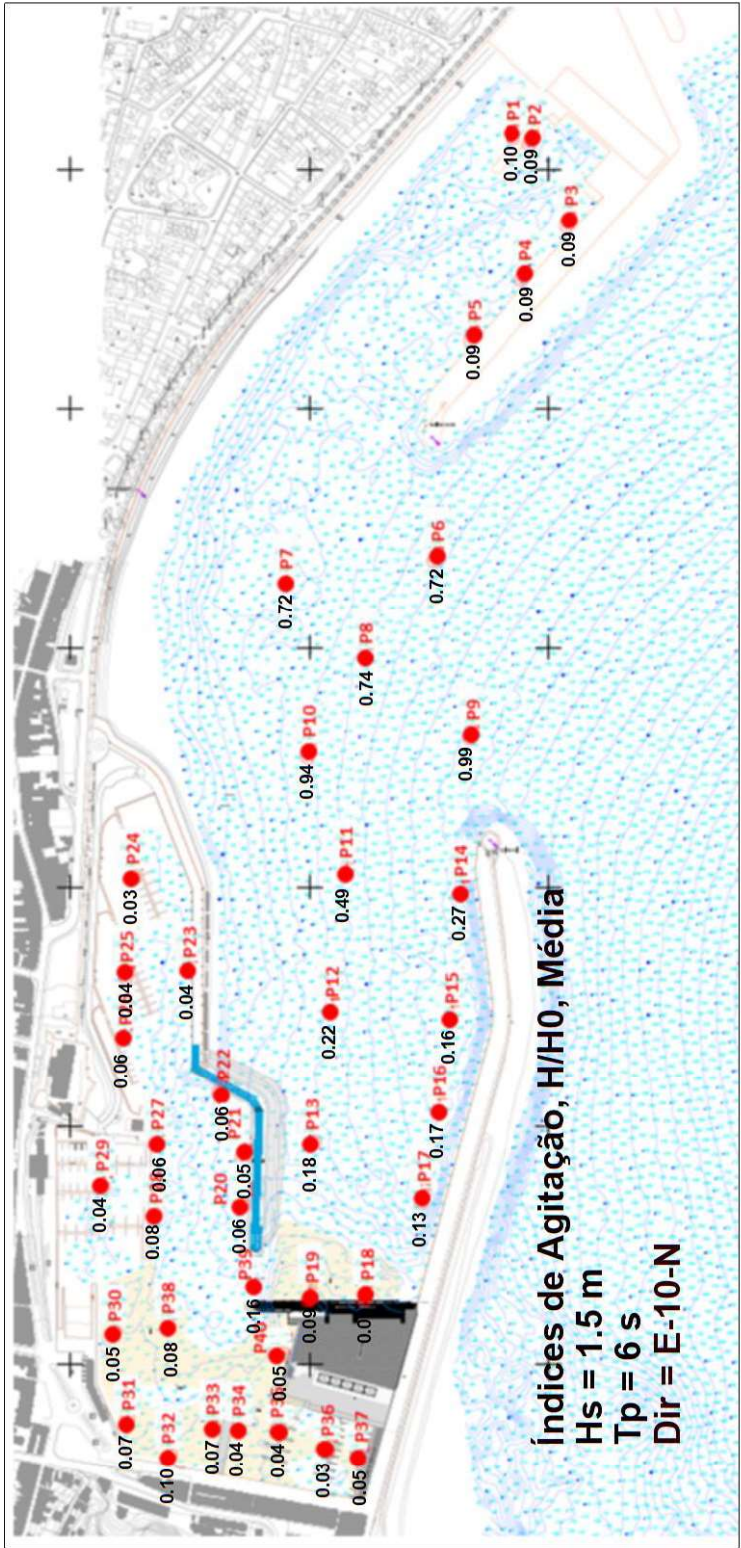 0.04 P29
0.05 P30
0.06
0.04 P25
0.03 P24
0.07 P31
0.08
0.06 P27
0.10 P32
0.08 P38
0.04 P23
0.07 P33
0.06 P22
0.04 P34
0.06 P20
0.05 P21
0.16 P39
0.05
0.04
0.72 P7
0.03 P36
0.09 P19
0.18 P13
0.94 P10
0.22 P12
0.05 P37
P18
0.49 P11
0.74 P8
0.13 P17
0.17 P16
0.16 P15
0.72 P6
0.27 P14
0.99 P9
0.09 P5
0.10 P1
0.09 P2
0.09 P4
0.09 P3
Índices de Agitação, H/H0, Média
Hs = 1.5 m
Tp = 6 s
Dir = E-10-N